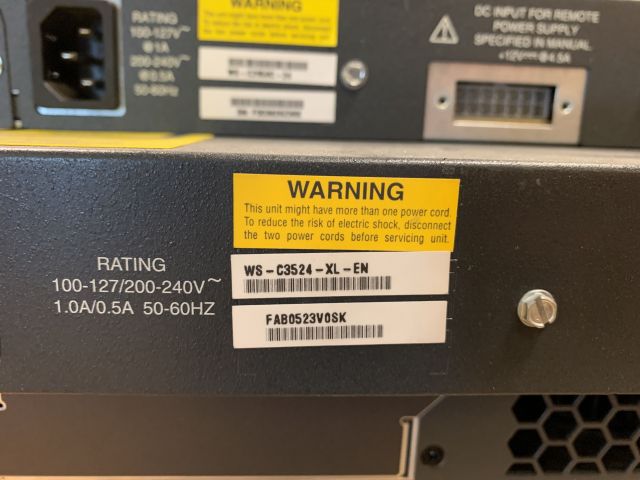 RATING
100-127V~
@1A
200-240V~
@0.5A
50-60HZ
WARNING
DC INPUT FOR REMOTE
POWER SUPPLY
SPECIFIED IN MANUAL
+12V @4.5A
WARNING
This unit might have more than one power cord.
To reduce the risk of electric shock, disconnect
the two power cords before servicing unit.
RATING
100-127/200-240V~
1.0A/0.5A 50-60HZ
WS-C3524-XL-EN
FAB0523V0SK